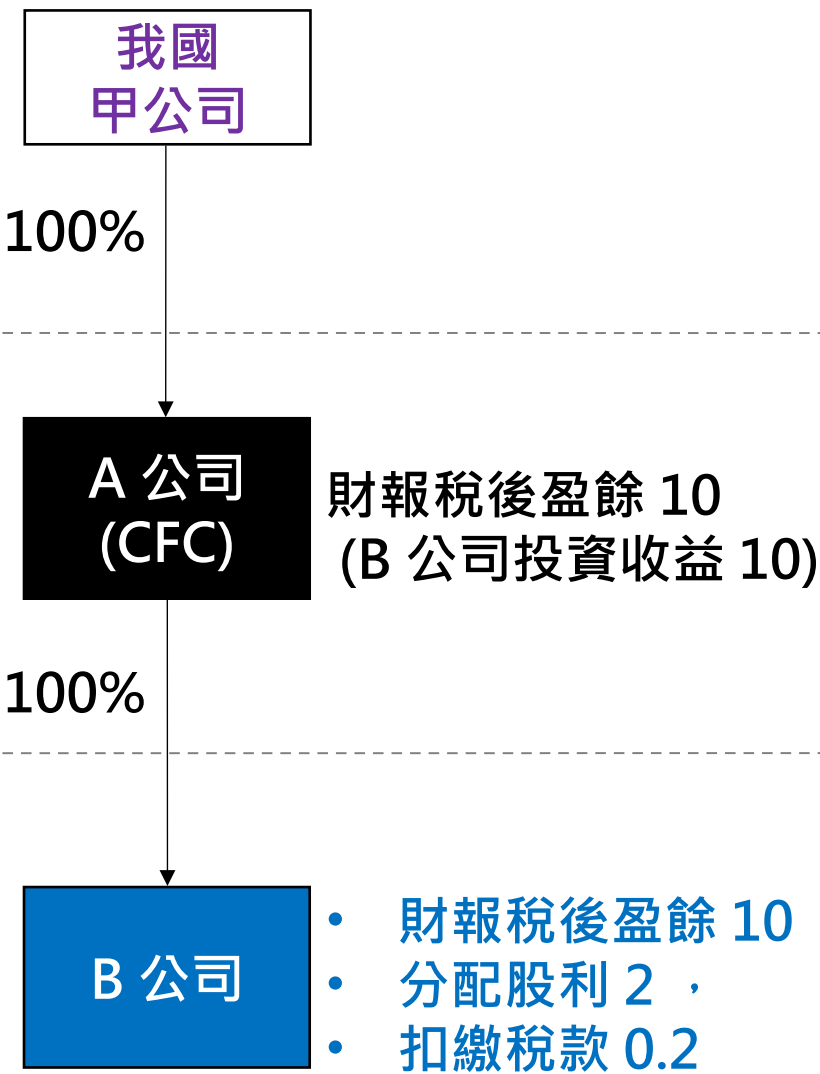 我國
甲公司
100%
A 公司
(CFC)
財報稅後盈餘 10
(B 公司投資收益 10)
100%
B 公司
• 財報稅後盈餘 10
• 分配股利 2 ，
• 扣繳稅款 0.2